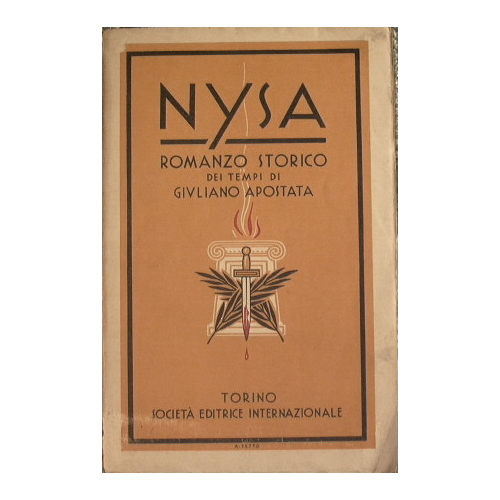 NYSA
ROMANZO STORICO
DEI TEMPI DI
GIVLIANO APOSTATA
TORINO
SOCIETÀ EDITRICE INTERNAZIONALE